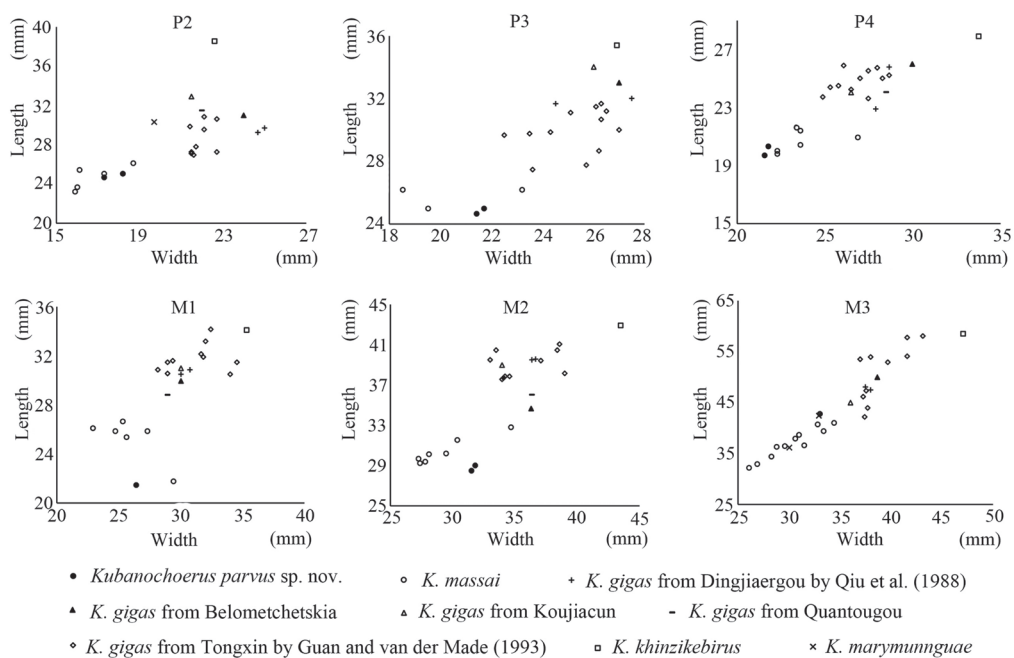 P2
(mm)
Length
40
36
32
28
24
20
15
19
23
27
Width
(mm)
P3
(mm)
Length
36
32
28
24
18
20
22
24
26
28
Width
(mm)
P4
(mm)
Length
27
23
19
15
20
25
30
35
Width
(mm)
M1
(mm)
Length
36
32
28
24
20
20
25
30
35
40
Width
(mm)
M2
(mm)
Length
45
41
37
33
29
25
25
30
35
40
45
Width
(mm)
M3
(mm)
Length
65
55
45
35
25
25
30
35
40
45
50
Width
(mm)
Kubanochoerus parvus sp. nov.
K. massai
K. gigas from Dingjiaergou by Qiu et al. (1988)
K. gigas from Belometchetskia
K. gigas from Koujiacun
K. gigas from Quantougou
K. gigas from Tongxin by Guan and van der Made (1993)
K. khinzikebirus
K. marymunnguae